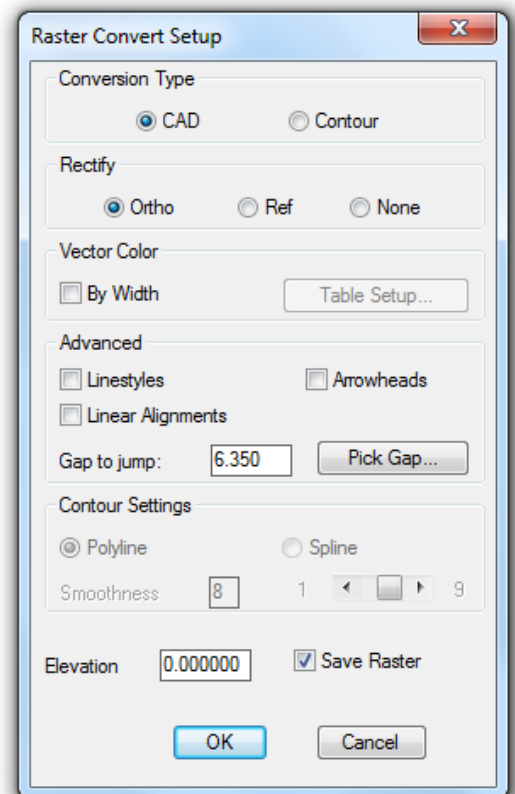 Raster Convert Setup
Conversion Type
CAD Contour
Rectify
Ortho Ref None
Vector Color
By Width Table Setup...
Advanced
Linestyles Arrowheads
Linear Alignments
Gap to jump: 6.350 Pick Gap...
Contour Settings
Polyline Spline
Smoothness 8 1 9
Elevation 0.000000 Save Raster
OK Cancel